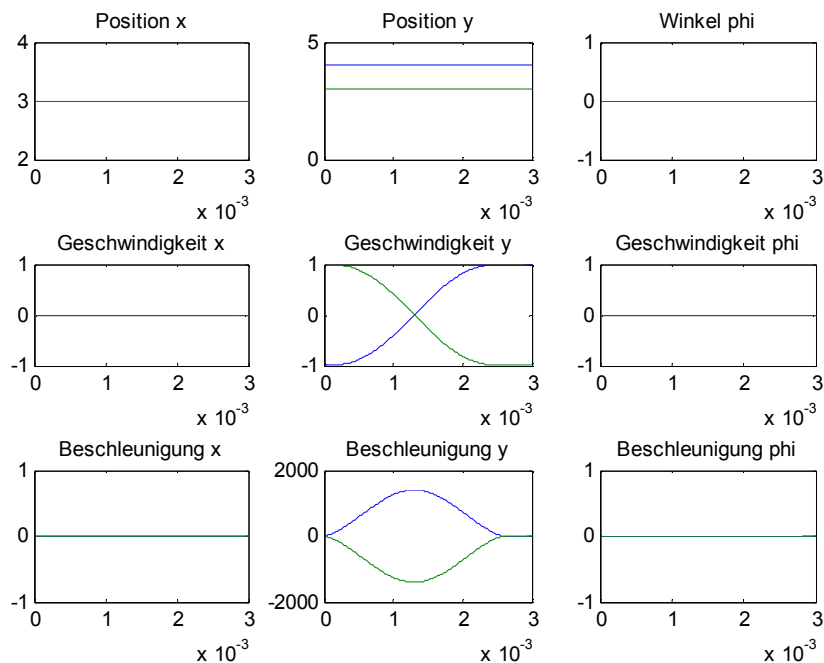 Position x
Position y
Winkel phi
4
3
2
0 1 2 3
x 10-3
5
0
0 1 2 3
x 10-3
1
0
-1
0 1 2 3
x 10-3
Geschwindigkeit x
Geschwindigkeit y
Geschwindigkeit phi
1
0
-1
0 1 2 3
x 10-3
1
0
-1
0 1 2 3
x 10-3
1
0
-1
0 1 2 3
x 10-3
Beschleunigung x
Beschleunigung y
Beschleunigung phi
1
0
-1
0 1 2 3
x 10-3
2000
0
-2000
0 1 2 3
x 10-3
1
0
-1
0 1 2 3
x 10-3